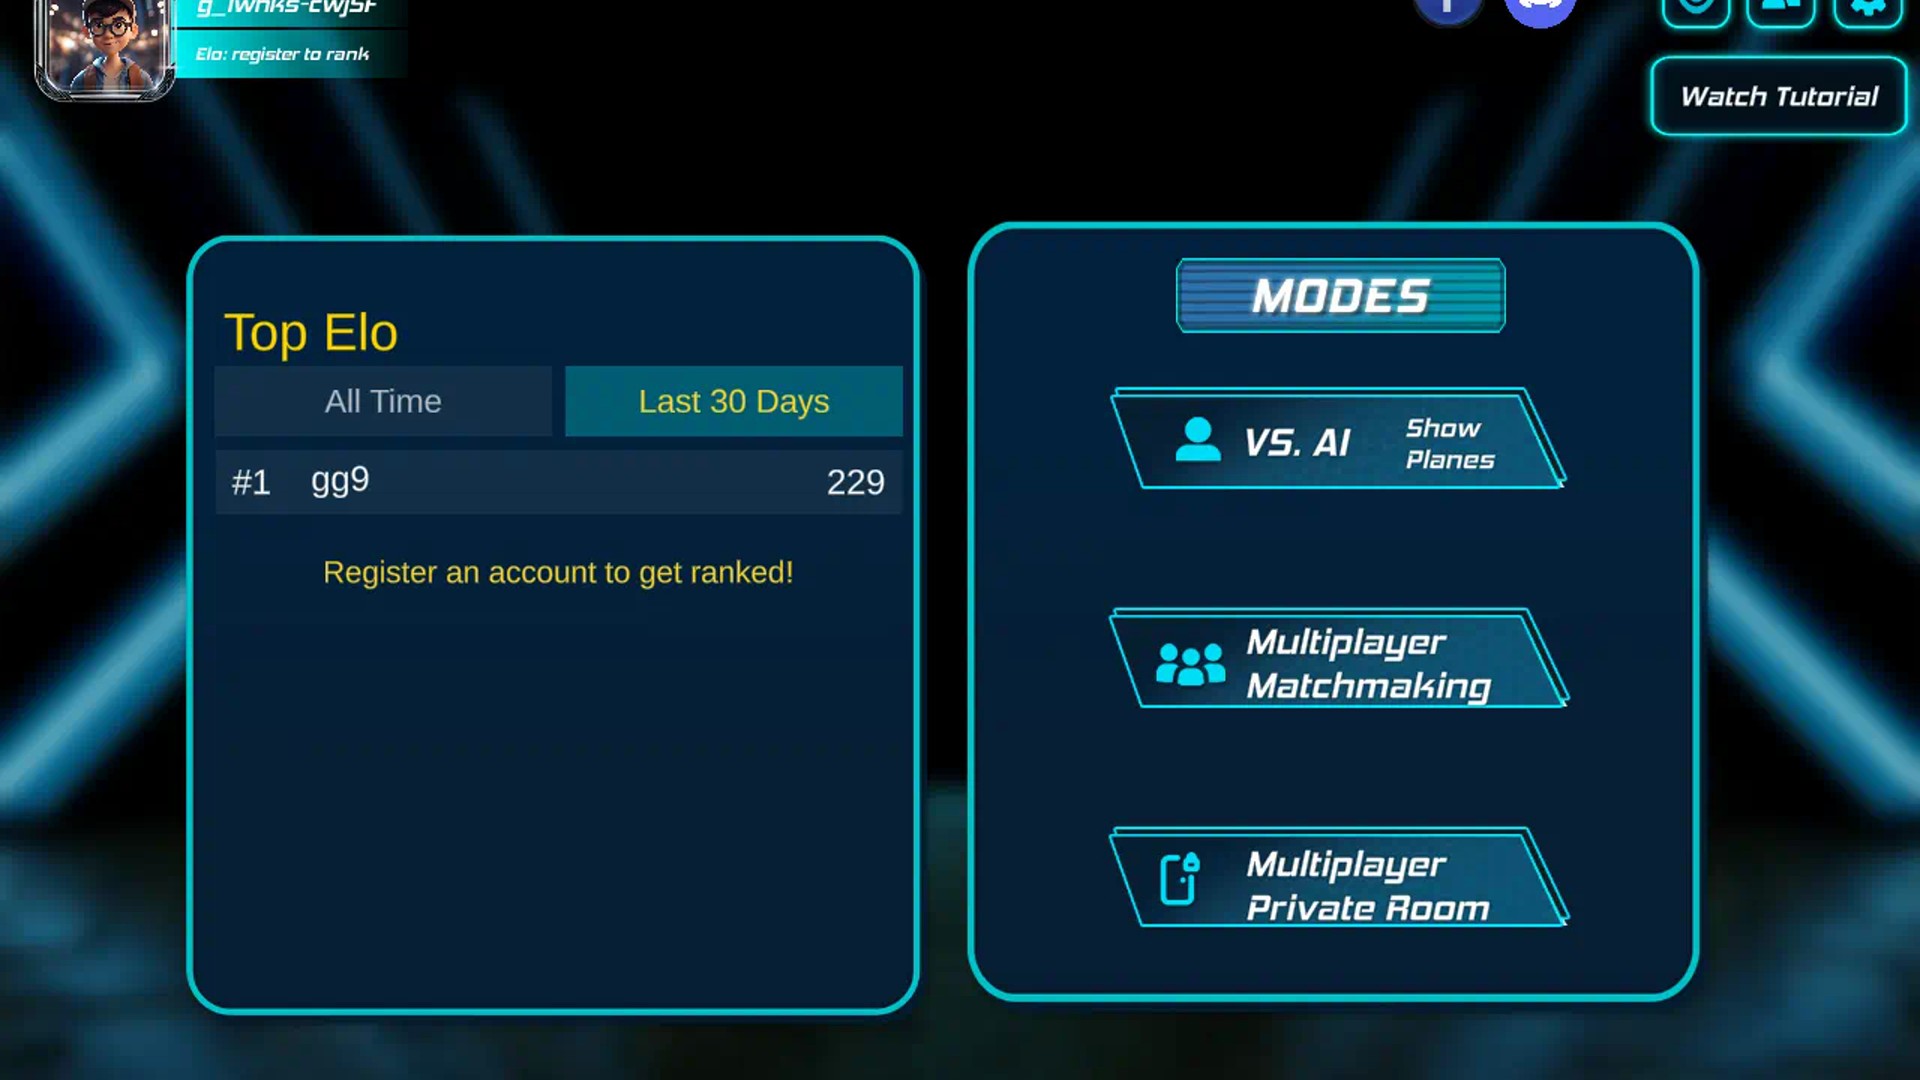 Elo: register to rank
Watch Tutorial
Top Elo
All Time
Last 30 Days
#1 gg9 229
Register an account to get ranked!
MODES
VS. AI
Show
Planes
Multiplayer
Matchmaking
Multiplayer
Private Room